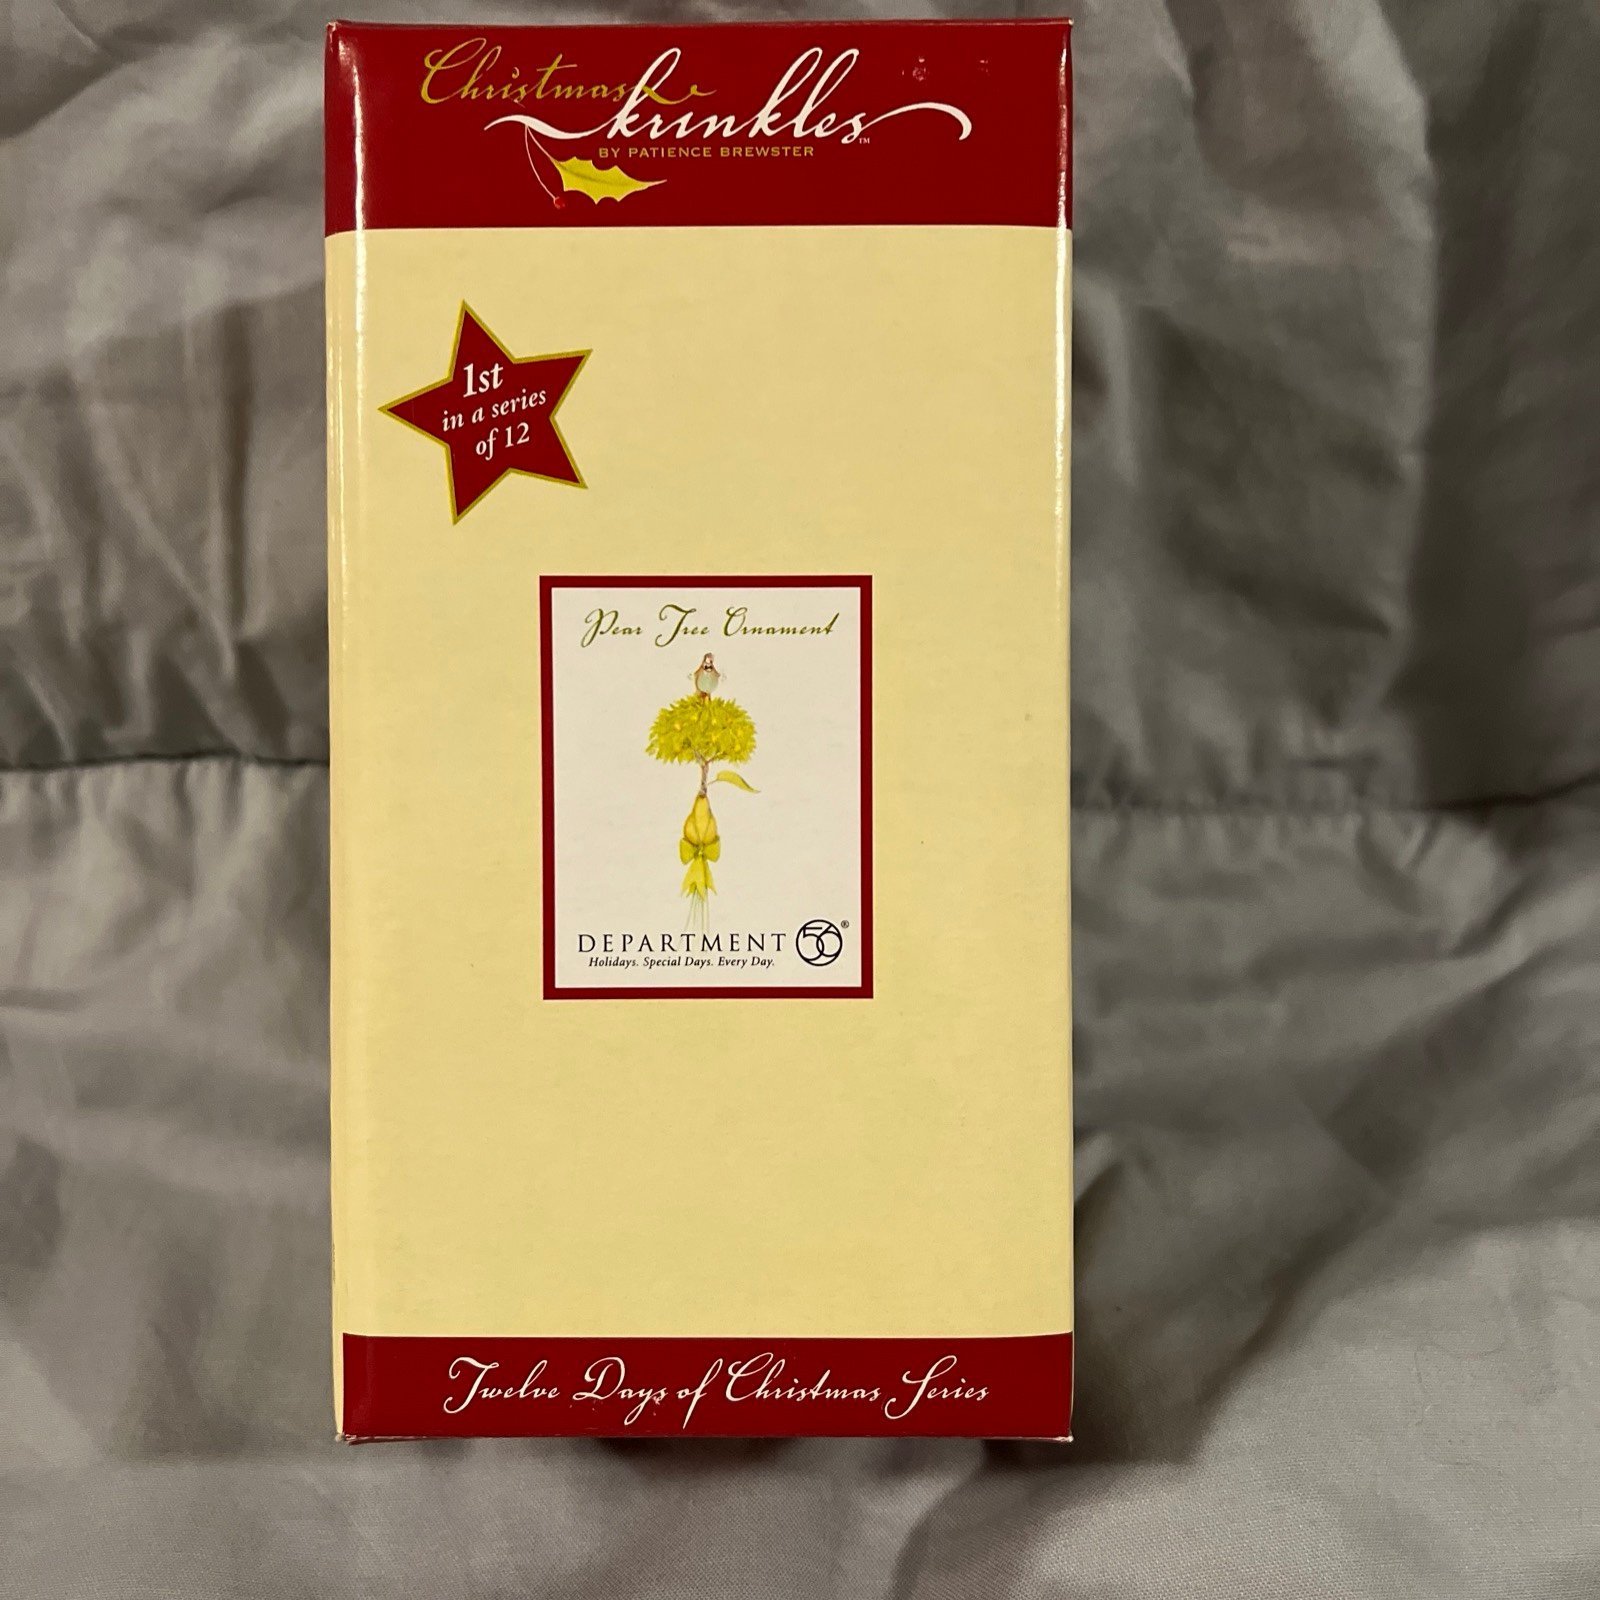 Christmas
krinkles™
BY PATIENCE BREWSTER
1st
in a series
of 12
Pear Tree Ornament
DEPARTMENT 56®
Holidays. Special Days. Every Day.
Twelve Days of Christmas Series